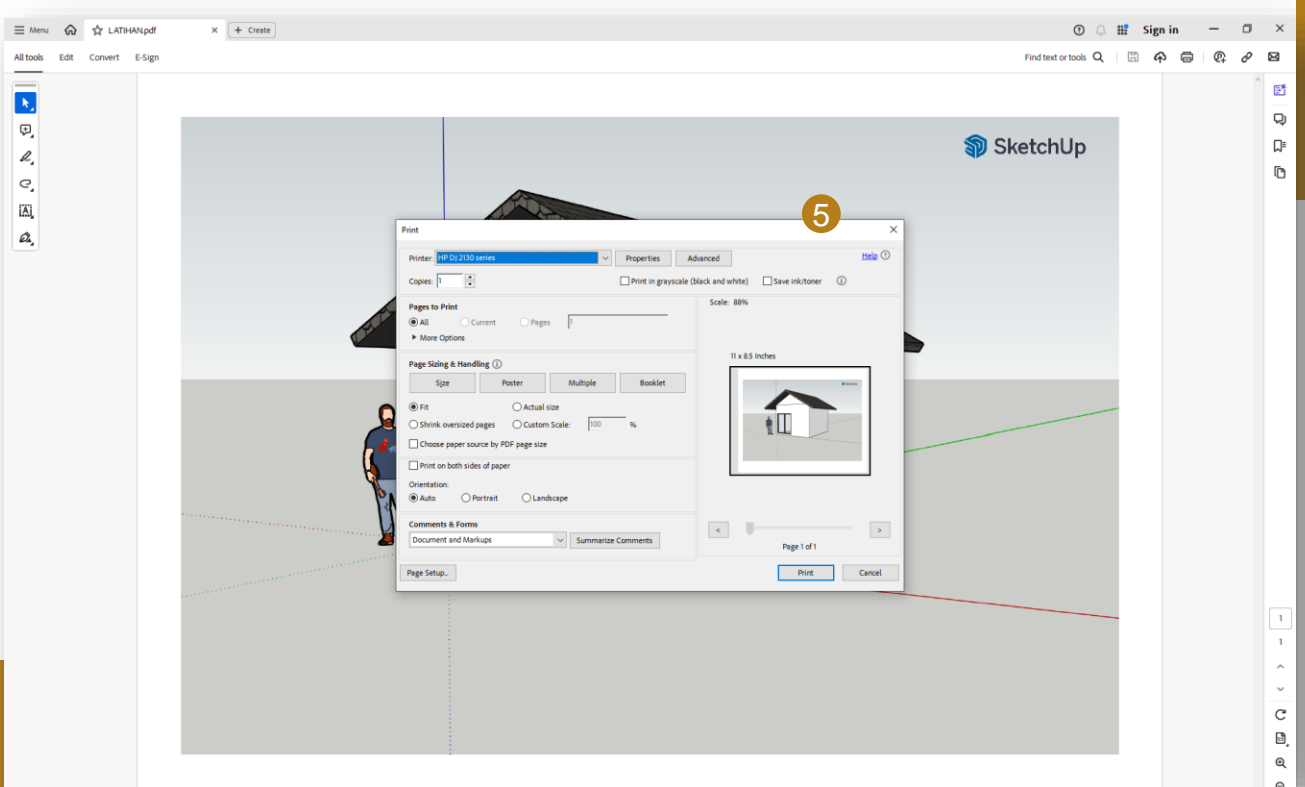 Menu LATIHAN.pdf × + Create Sign in
All tools Edit Convert E-Sign Find text or tools
SketchUp
5
Print
Printer: HP DJ 2130 series Properties Advanced Help
Copies: 1 Print in grayscale (black and white) Save ink/toner
Pages to Print
All Current Pages 1
More Options
Scale: 88%
Page Sizing & Handling
Size Poster Multiple Booklet
Fit Actual size
Shrink oversized pages Custom Scale: 100 %
Choose paper source by PDF page size
Print on both sides of paper
Orientation:
Auto Portrait Landscape
Comments & Forms
Document and Markups Summarize Comments
11 x 8.5 Inches
SketchUp
< >
Page 1 of 1
Page Setup... Print Cancel
1
1